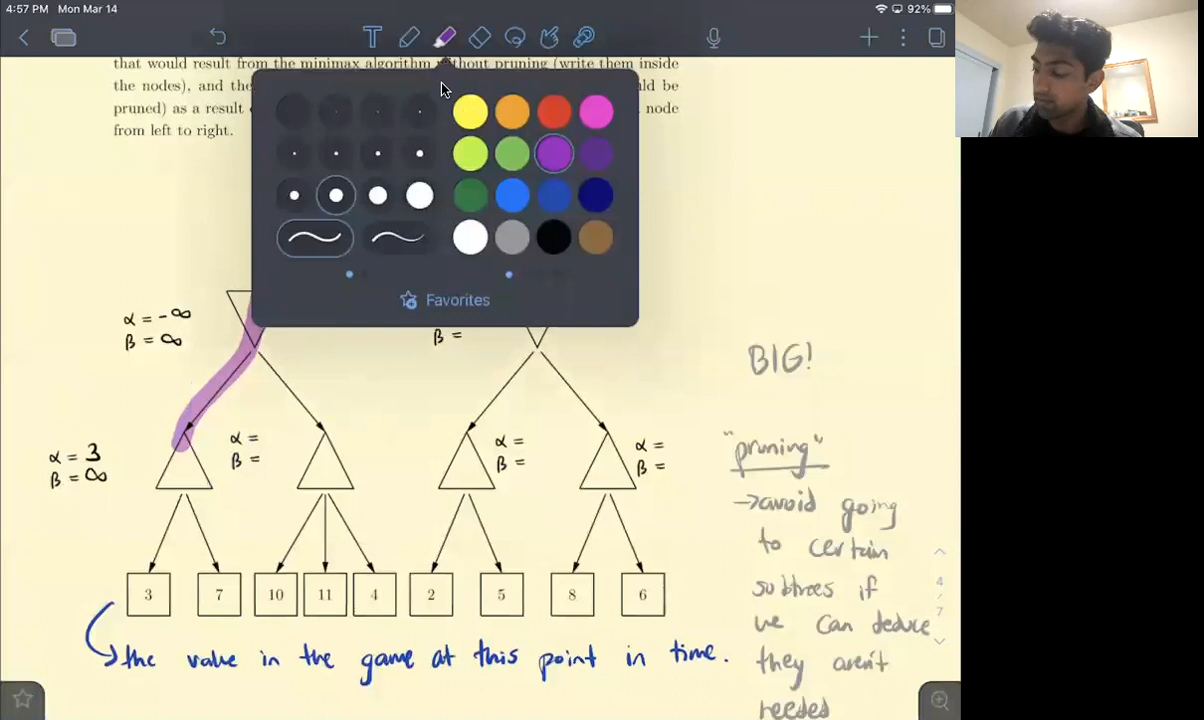 4:57 PM Mon Mar 14
92%
that would result from the minimax algorithm without pruning (write them inside
the nodes), and the
ld be
pruned) as a result
node
from left to right.
Favorites
α = -∞
β = ∞
β =
BIG!
α = 3
β = ∞
α =
β =
α =
β =
α =
β =
"pruning"
→avoid going
to certain
subtrees if
we can deduce
they aren't
needed
3 7 10 11 4 2 5 8 6
the value in the game at this point in time.
4
/
7